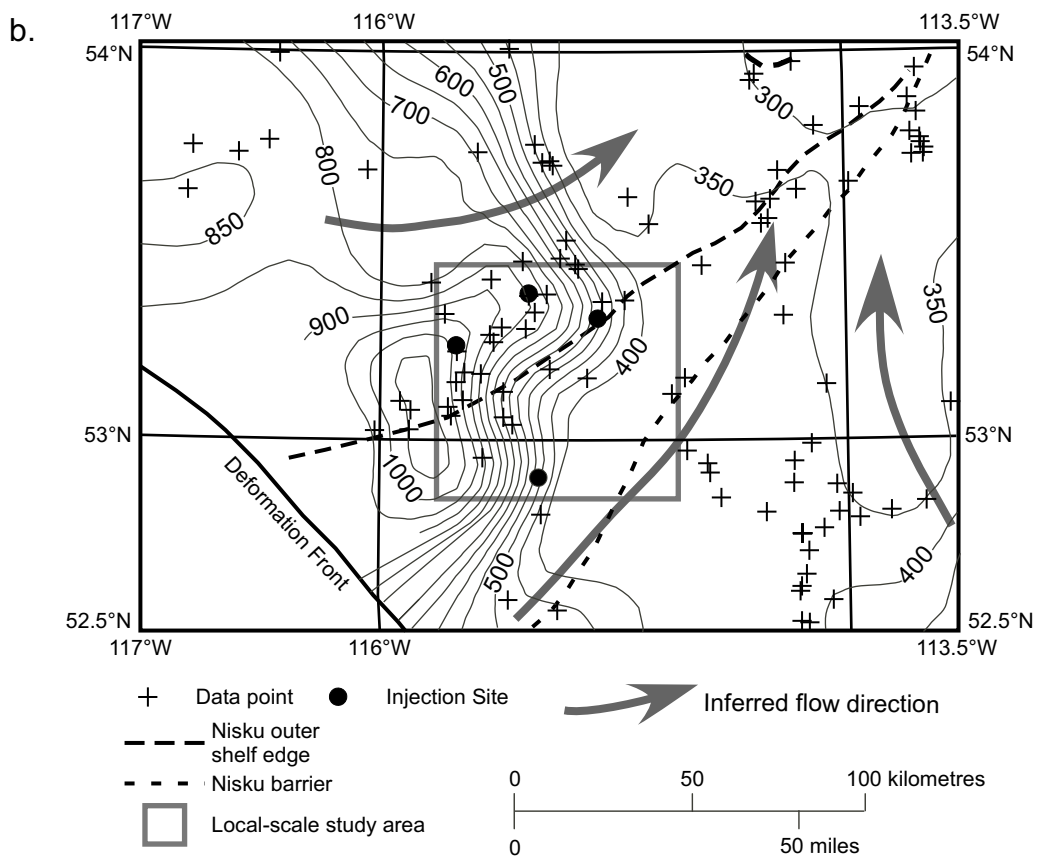 b.
117°W
116°W
113.5°W
54°N
54°N
500
600
700
300
800
350
850
900
350
400
53°N
53°N
1000
Deformation Front
500
400
52.5°N
52.5°N
117°W
116°W
113.5°W
Data point
Injection Site
Inferred flow direction
Nisku outer
shelf edge
Nisku barrier
0
50
100 kilometres
Local-scale study area
0
50 miles